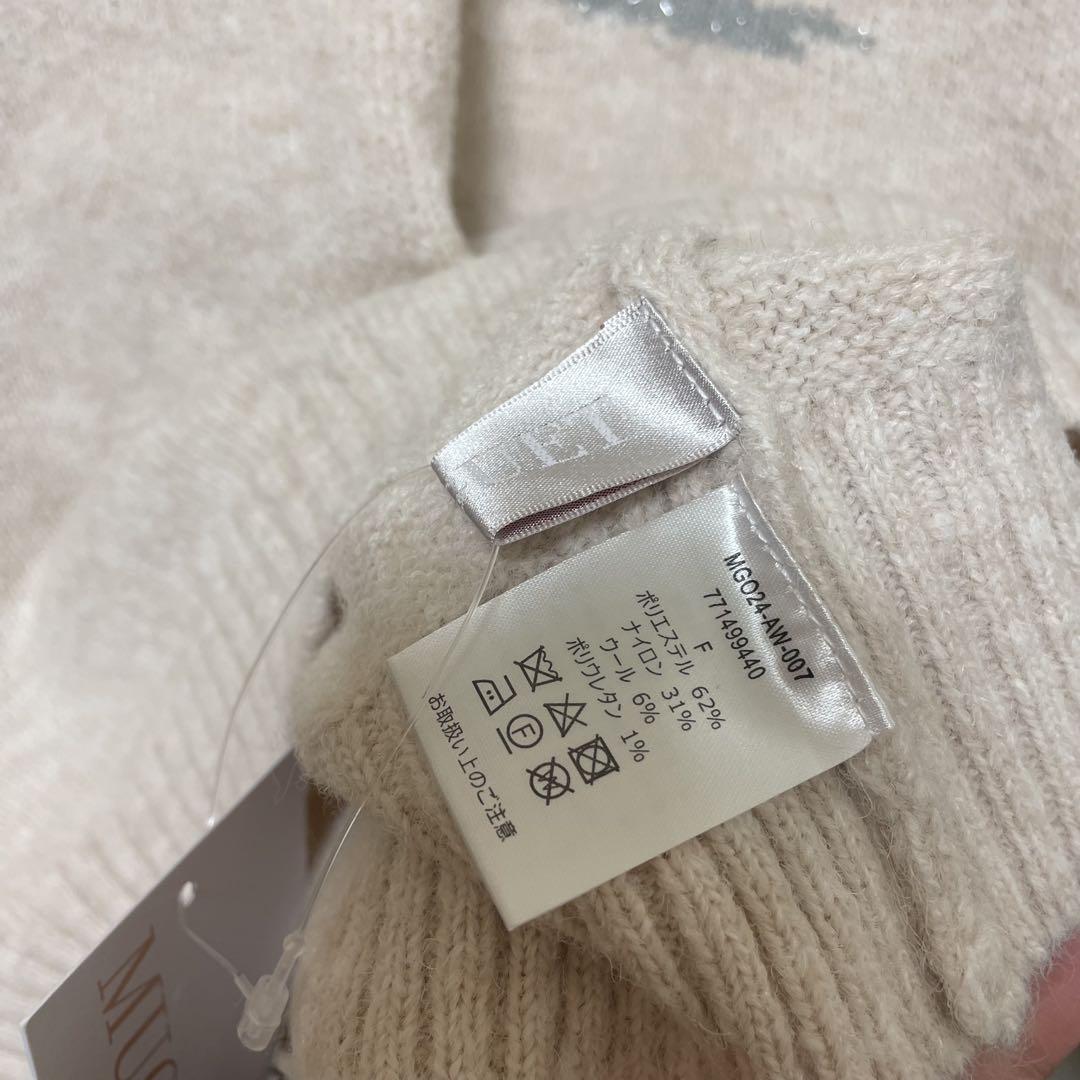 MGO24-AW-007
771499440
F
ポリエステル 62%
ナイロン 31%
ウール 6%
ポリウレタン 1%
F
お取扱い上のご注意